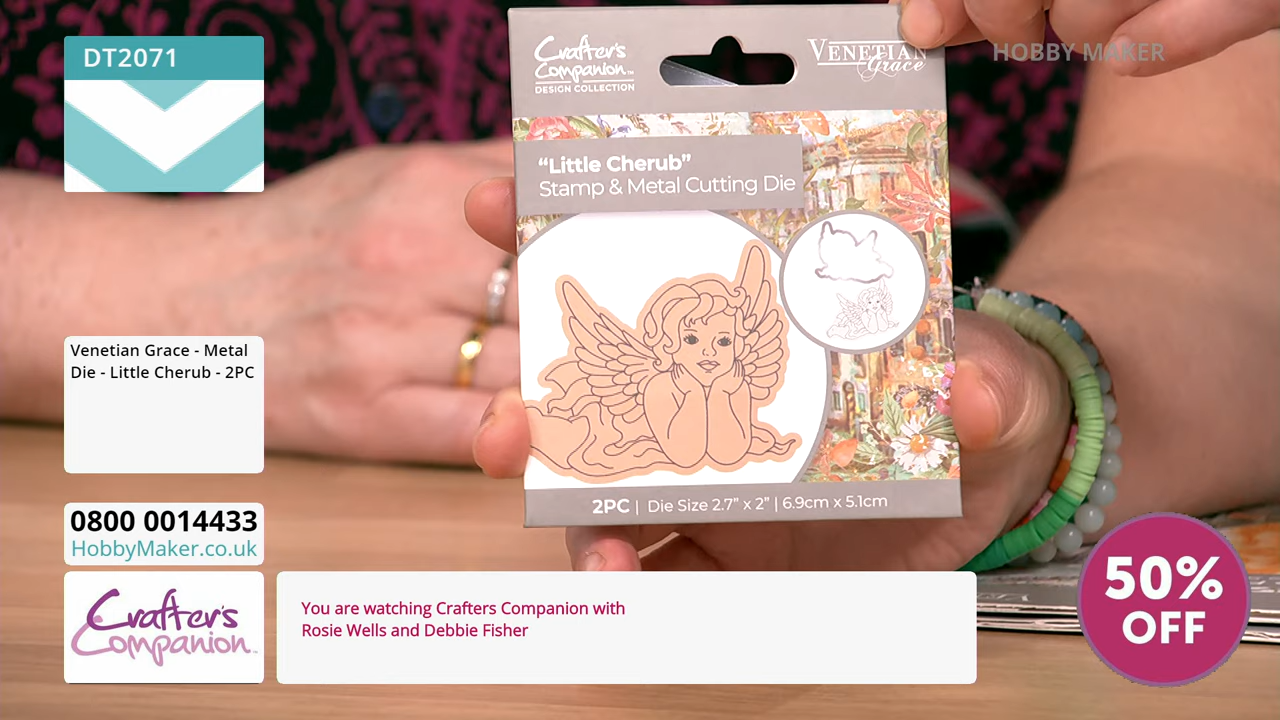 DT2071
HOBBY MAKER
Crafter's
Companion™
DESIGN COLLECTION
VENETIAN
Grace
“Little Cherub”
Stamp & Metal Cutting Die
2PC | Die Size 2.7” x 2” | 6.9cm x 5.1cm
Venetian Grace - Metal
Die - Little Cherub - 2PC
0800 0014433
HobbyMaker.co.uk
Crafter's
Companion™
You are watching Crafters Companion with
Rosie Wells and Debbie Fisher
50%
OFF